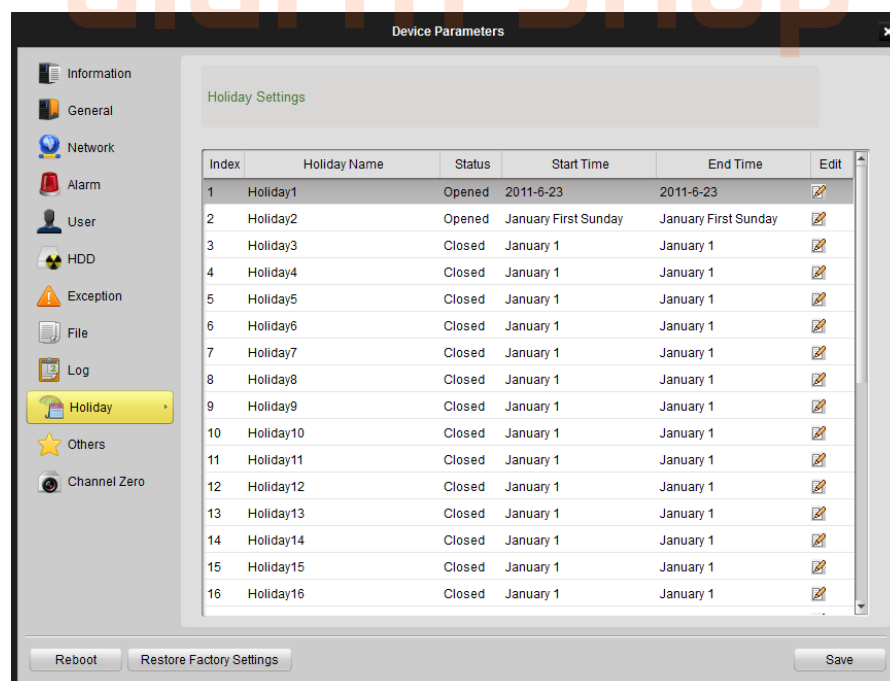 alarm shop
Device Parameters
Information
General
Network
Alarm
User
HDD
Exception
File
Log
Holiday
Others
Channel Zero
Holiday Settings
Index Holiday Name Status Start Time End Time Edit
1 Holiday1 Opened 2011-6-23 2011-6-23
2 Holiday2 Opened January First Sunday January First Sunday
3 Holiday3 Closed January 1 January 1
4 Holiday4 Closed January 1 January 1
5 Holiday5 Closed January 1 January 1
6 Holiday6 Closed January 1 January 1
7 Holiday7 Closed January 1 January 1
8 Holiday8 Closed January 1 January 1
9 Holiday9 Closed January 1 January 1
10 Holiday10 Closed January 1 January 1
11 Holiday11 Closed January 1 January 1
12 Holiday12 Closed January 1 January 1
13 Holiday13 Closed January 1 January 1
14 Holiday14 Closed January 1 January 1
15 Holiday15 Closed January 1 January 1
16 Holiday16 Closed January 1 January 1
Reboot Restore Factory Settings Save